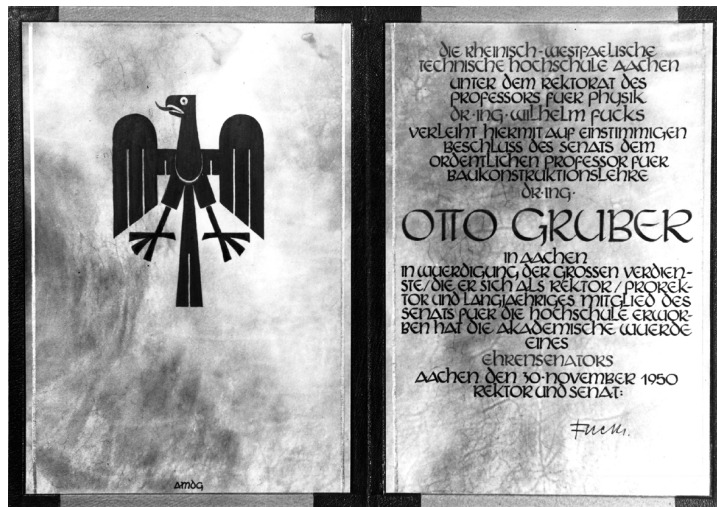 AMDG
DIE RHEINISCH-WESTFAELISCHE
TECHNISCHE HOCHSCHULE AACHEN
UNTER DEM REKTORAT DES
PROFESSORS FUER PHYSIK
DR·ING·WILHELM FUCKS
VERLEIHT HIERMIT AUF EINSTIMMIGEN
BESCHLUSS DES SENATS DEM
ORDENTLICHEN PROFESSOR FUER
BAUKONSTRUKTIONSLEHRE
DR·ING·
OTTO GRUBER
IN AACHEN
IN WUERDIGUNG DER GROSSEN VERDIEN-
STE/DIE ER SICH ALS REKTOR/PROREK-
TOR UND LANGJAEHRIGES MITGLIED DES
SENATS FUER DIE HOCHSCHULE ERWOR-
BEN HAT DIE AKADEMISCHE WUERDE
EINES
EHRENSENATORS
AACHEN DEN 30·NOVEMBER 1950
REKTOR UND SENAT:
Fucks.